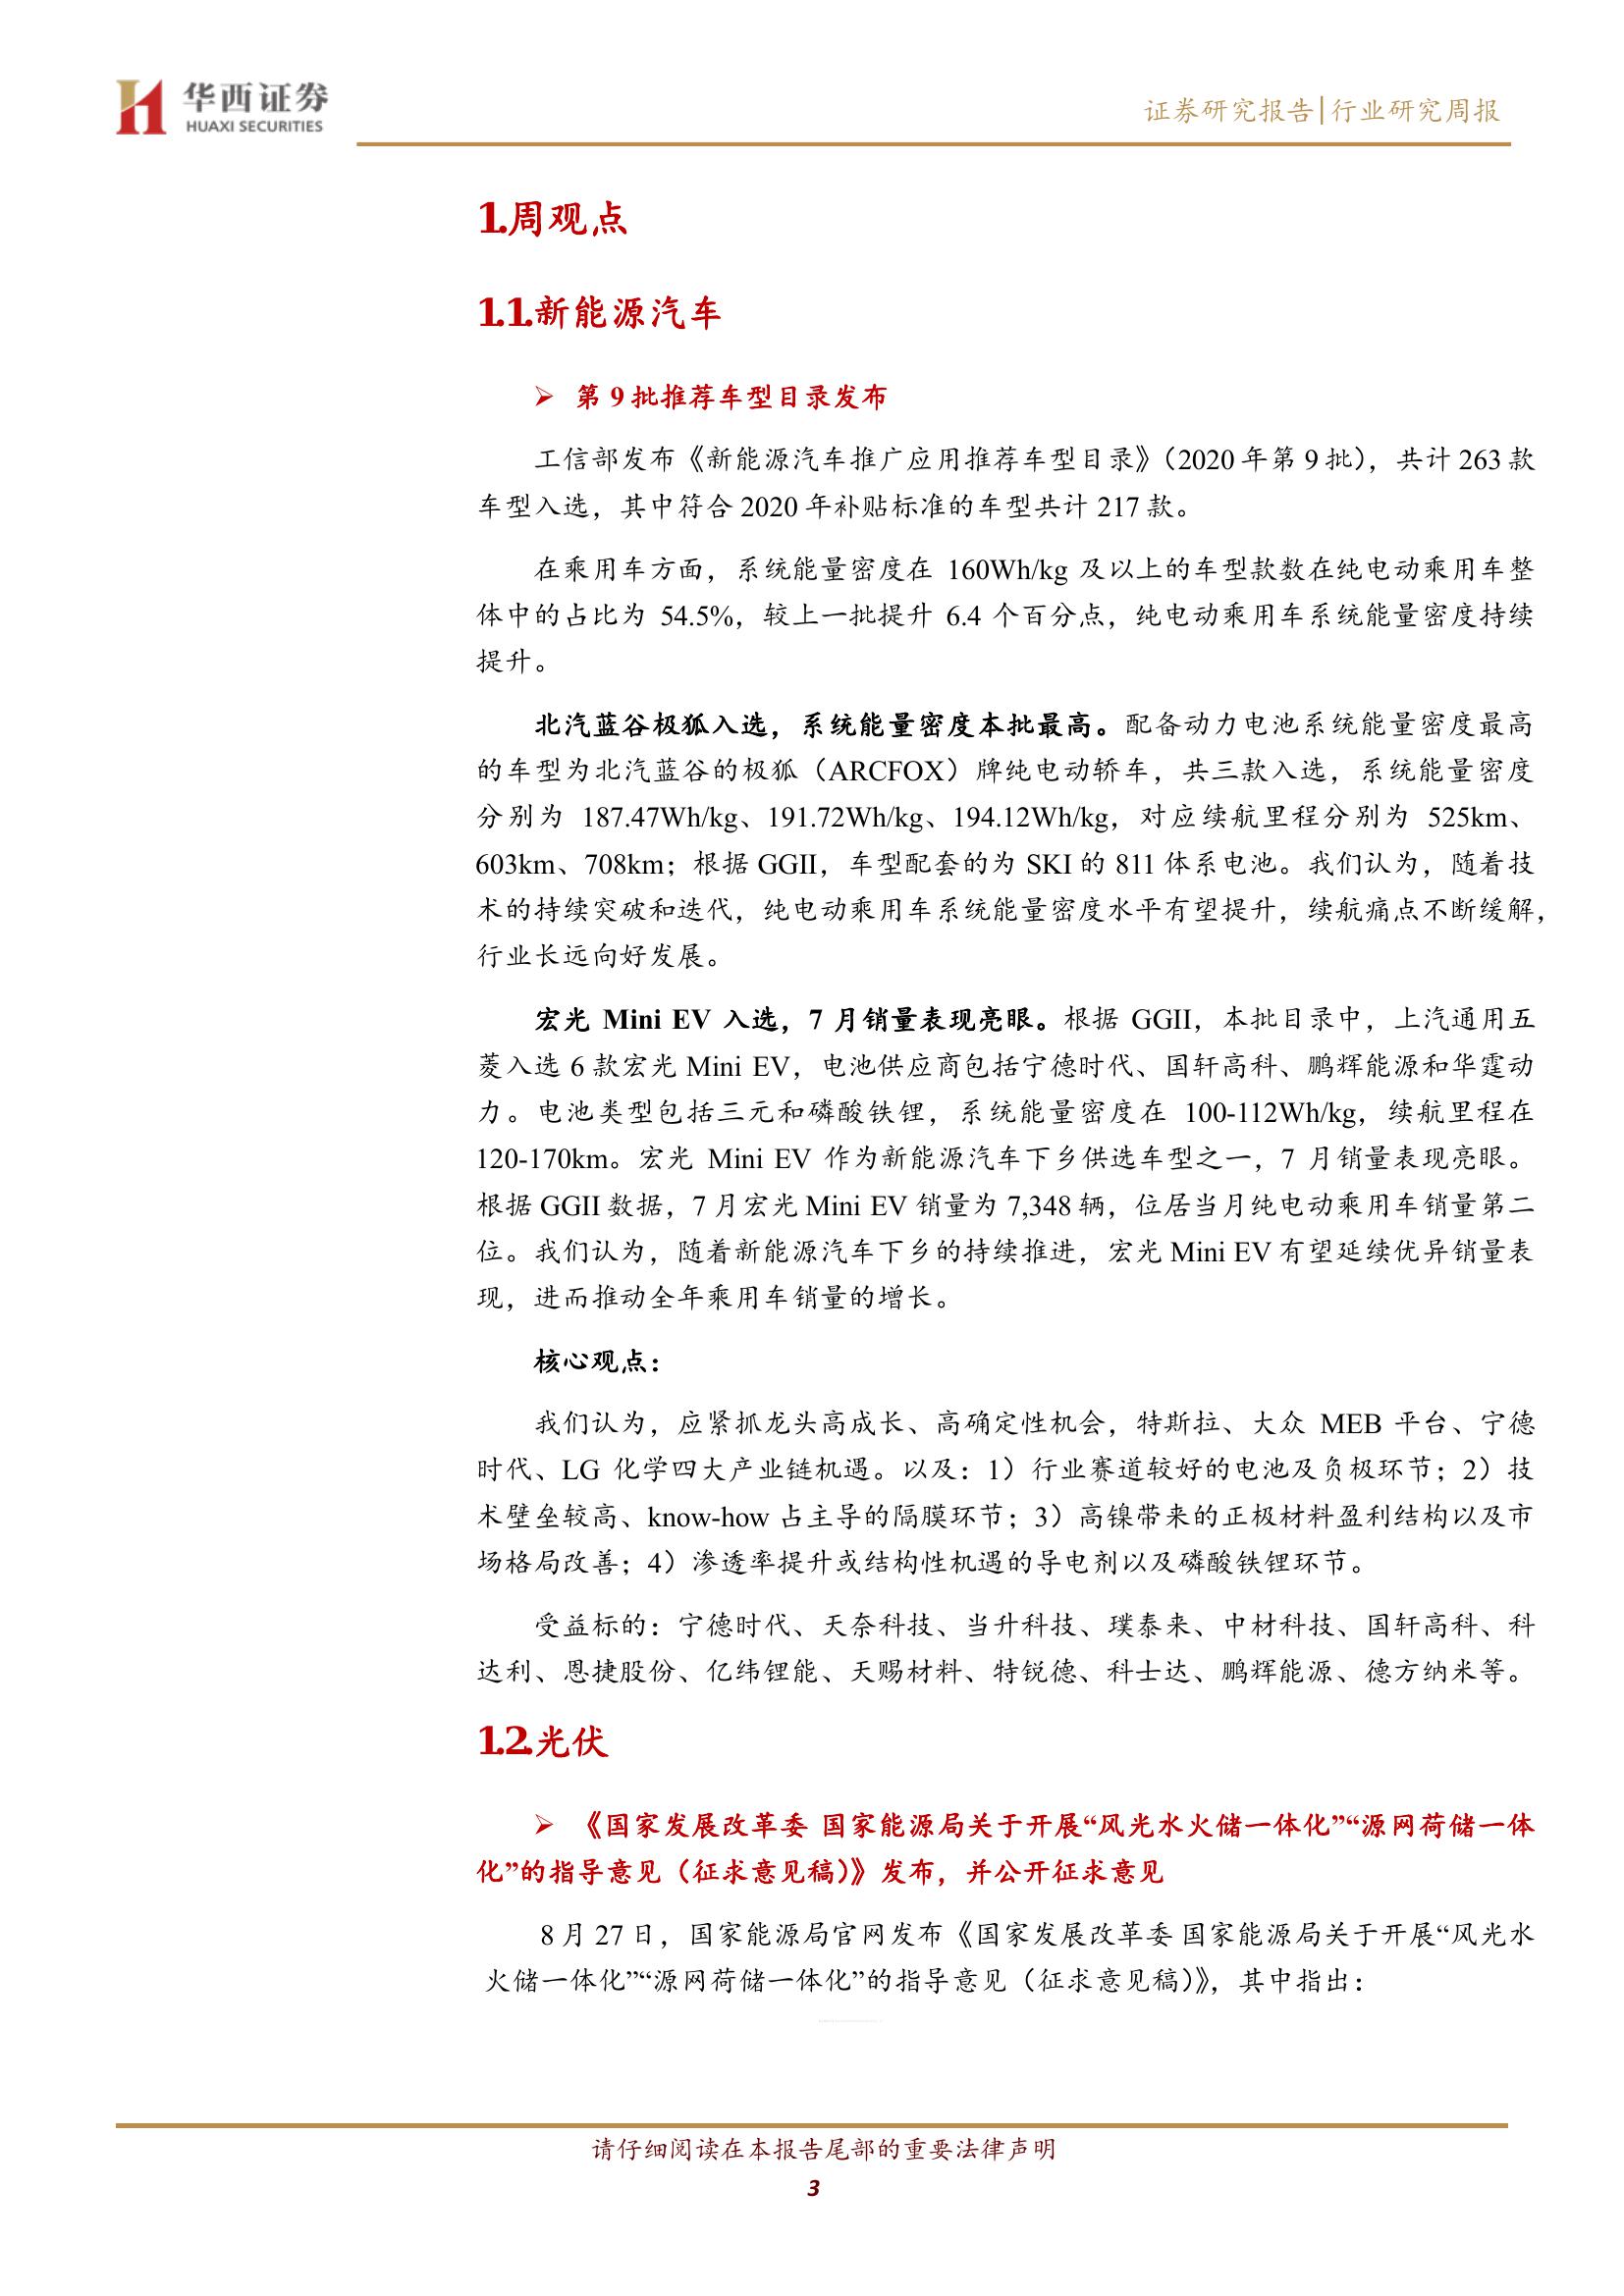 华西证券
HUAXI SECURITIES
证券研究报告|行业研究周报
1.周观点
1.1.新能源汽车
➢ 第 9 批推荐车型目录发布
工信部发布《新能源汽车推广应用推荐车型目录》（2020 年第 9 批），共计 263 款
车型入选，其中符合 2020 年补贴标准的车型共计 217 款。
在乘用车方面，系统能量密度在 160Wh/kg 及以上的车型款数在纯电动乘用车整
体中的占比为 54.5%，较上一批提升 6.4 个百分点，纯电动乘用车系统能量密度持续
提升。
北汽蓝谷极狐入选，系统能量密度本批最高。配备动力电池系统能量密度最高
的车型为北汽蓝谷的极狐（ARCFOX）牌纯电动轿车，共三款入选，系统能量密度
分别为 187.47Wh/kg、191.72Wh/kg、194.12Wh/kg，对应续航里程分别为 525km、
603km、708km；根据 GGII，车型配套的为 SKI 的 811 体系电池。我们认为，随着技
术的持续突破和迭代，纯电动乘用车系统能量密度水平有望提升，续航痛点不断缓解，
行业长远向好发展。
宏光 Mini EV 入选，7 月销量表现亮眼。根据 GGII，本批目录中，上汽通用五
菱入选 6 款宏光 Mini EV，电池供应商包括宁德时代、国轩高科、鹏辉能源和华霆动
力。电池类型包括三元和磷酸铁锂，系统能量密度在 100-112Wh/kg，续航里程在
120-170km。宏光 Mini EV 作为新能源汽车下乡供选车型之一，7 月销量表现亮眼。
根据 GGII 数据，7 月宏光 Mini EV 销量为 7,348 辆，位居当月纯电动乘用车销量第二
位。我们认为，随着新能源汽车下乡的持续推进，宏光 Mini EV 有望延续优异销量表
现，进而推动全年乘用车销量的增长。
核心观点：
我们认为，应紧抓龙头高成长、高确定性机会，特斯拉、大众 MEB 平台、宁德
时代、LG 化学四大产业链机遇。以及：1）行业赛道较好的电池及负极环节；2）技
术壁垒较高、know-how 占主导的隔膜环节；3）高镍带来的正极材料盈利结构以及市
场格局改善；4）渗透率提升或结构性机遇的导电剂以及磷酸铁锂环节。
受益标的：宁德时代、天奈科技、当升科技、璞泰来、中材科技、国轩高科、科
达利、恩捷股份、亿纬锂能、天赐材料、特锐德、科士达、鹏辉能源、德方纳米等。
1.2.光伏
➢ 《国家发展改革委 国家能源局关于开展“风光水火储一体化”“源网荷储一体
化”的指导意见（征求意见稿）》发布，并公开征求意见
8 月 27 日，国家能源局官网发布《国家发展改革委 国家能源局关于开展“风光水
火储一体化”“源网荷储一体化”的指导意见（征求意见稿）》，其中指出：
请仔细阅读在本报告尾部的重要法律声明
3